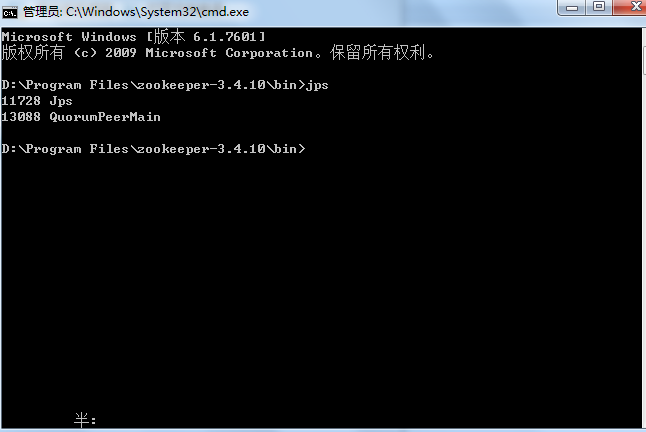 管理员: C:\Windows\System32\cmd.exe
Microsoft Windows [版本 6.1.7601]
版权所有 (c) 2009 Microsoft Corporation。保留所有权利。
D:\Program Files\zookeeper-3.4.10\bin>jps
11728 Jps
13088 QuorumPeerMain
D:\Program Files\zookeeper-3.4.10\bin>
半: